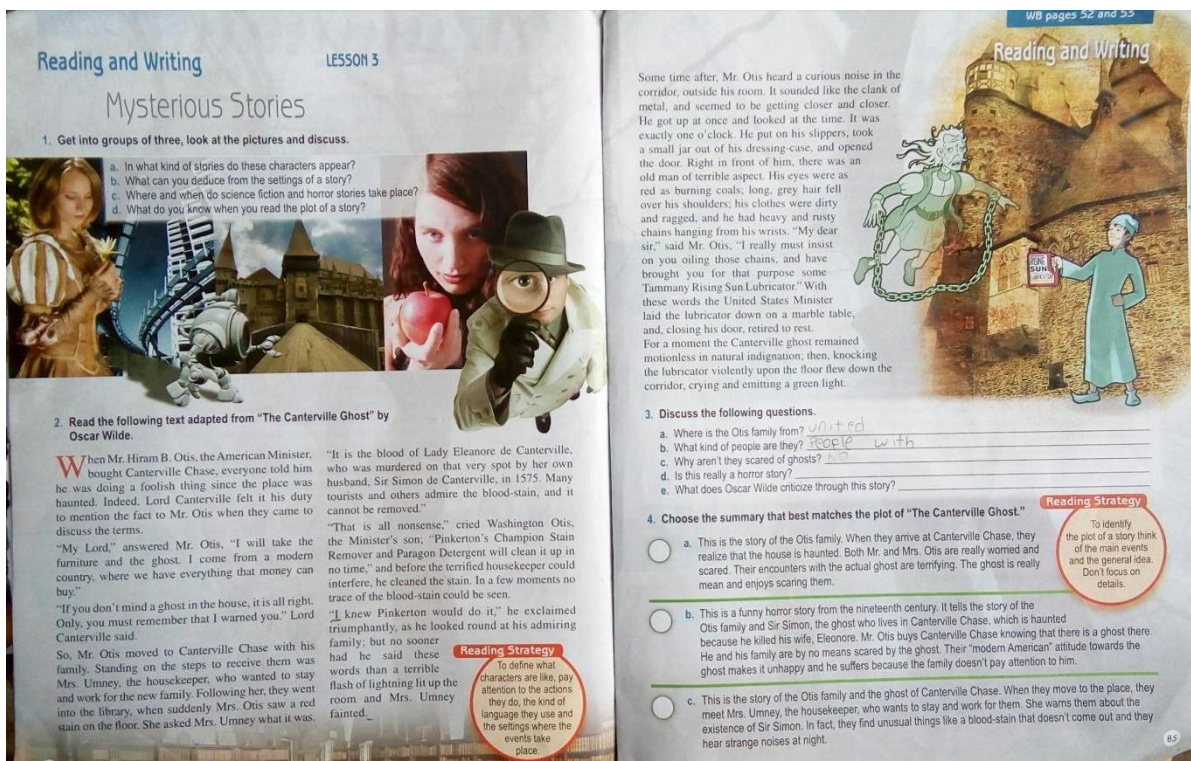 Reading and Writing
LESSON 3
Mysterious Stories
1. Get into groups of three, look at the pictures and discuss.
a. In what kind of stories do these characters appear?
b. What can you deduce from the settings of a story?
c. Where and when do science fiction and horror stories take place?
d. What do you know when you read the plot of a story?
2. Read the following text adapted from "The Canterville Ghost" by
Oscar Wilde.
When Mr. Hiram B. Otis, the American Minister,
bought Canterville Chase, everyone told him
he was doing a foolish thing since the place was
haunted. Indeed, Lord Canterville felt it his duty
to mention the fact to Mr. Otis when they came to
discuss the terms.
"My Lord," answered Mr. Otis, "I will take the
furniture and the ghost. I come from a modern
country, where we have everything that money can
buy."
"If you don't mind a ghost in the house, it is all right.
Only, you must remember that I warned you." Lord
Canterville said.
So, Mr. Otis moved to Canterville Chase with his
family. Standing on the steps to receive them was
Mrs. Umney, the housekeeper, who wanted to stay
and work for the new family. Following her, they went
into the library, when suddenly Mrs. Otis saw a red
stain on the floor. She asked Mrs. Umney what it was.
"It is the blood of Lady Eleanore de Canterville,
who was murdered on that very spot by her own
husband, Sir Simon de Canterville, in 1575. Many
tourists and others admire the blood-stain, and it
cannot be removed."
"That is all nonsense," cried Washington Otis,
the Minister's son; "Pinkerton's Champion Stain
Remover and Paragon Detergent will clean it up in
no time," and before the terrified housekeeper could
interfere, he cleaned the stain. In a few moments no
trace of the blood-stain could be seen.
"I knew Pinkerton would do it," he exclaimed
triumphantly, as he looked round at his admiring
family; but no sooner
had he said these
words than a terrible
flash of lightning lit up the
room and Mrs. Umney
fainted.
Reading Strategy
To define what
characters are like, pay
attention to the actions
they do, the kind of
language they use and
the settings where the
events take
place.
WB pages 52 and 53
Reading and Writing
Some time after, Mr. Otis heard a curious noise in the
corridor, outside his room. It sounded like the clank of
metal, and seemed to be getting closer and closer.
He got up at once and looked at the time. It was
exactly one o'clock. He put on his slippers, took
a small jar out of his dressing-case, and opened
the door. Right in front of him, there was an
old man of terrible aspect. His eyes were as
red as burning coals; long, grey hair fell
over his shoulders; his clothes were dirty
and ragged, and he had heavy and rusty
chains hanging from his wrists. "My dear
sir," said Mr. Otis, "I really must insist
on you oiling those chains, and have
brought you for that purpose some
Tammany Rising Sun Lubricator." With
these words the United States Minister
laid the lubricator down on a marble table,
and, closing his door, retired to rest.
For a moment the Canterville ghost remained
motionless in natural indignation; then, knocking
the lubricator violently upon the floor flew down the
corridor, crying and emitting a green light.
RISING
SUN
3. Discuss the following questions.
a. Where is the Otis family from? United
b. What kind of people are they? People with
c. Why aren't they scared of ghosts? NO
d. Is this really a horror story?
e. What does Oscar Wilde criticize through this story?
4. Choose the summary that best matches the plot of "The Canterville Ghost."
a. This is the story of the Otis family. When they arrive at Canterville Chase, they
realize that the house is haunted. Both Mr. and Mrs. Otis are really worried and
scared. Their encounters with the actual ghost are terrifying. The ghost is really
mean and enjoys scaring them.
Reading Strategy
To identify
the plot of a story think
of the main events
and the general idea.
Don't focus on
details.
b. This is a funny horror story from the nineteenth century. It tells the story of the
Otis family and Sir Simon, the ghost who lives in Canterville Chase, which is haunted
because he killed his wife, Eleonore. Mr. Otis buys Canterville Chase knowing that there is a ghost there.
He and his family are by no means scared by the ghost. Their "modern American" attitude towards the
ghost makes it unhappy and he suffers because the family doesn't pay attention to him.
c. This is the story of the Otis family and the ghost of Canterville Chase. When they move to the place, they
meet Mrs. Umney, the housekeeper, who wants to stay and work for them. She warns them about the
existence of Sir Simon. In fact, they find unusual things like a blood-stain that doesn't come out and they
hear strange noises at night.
65